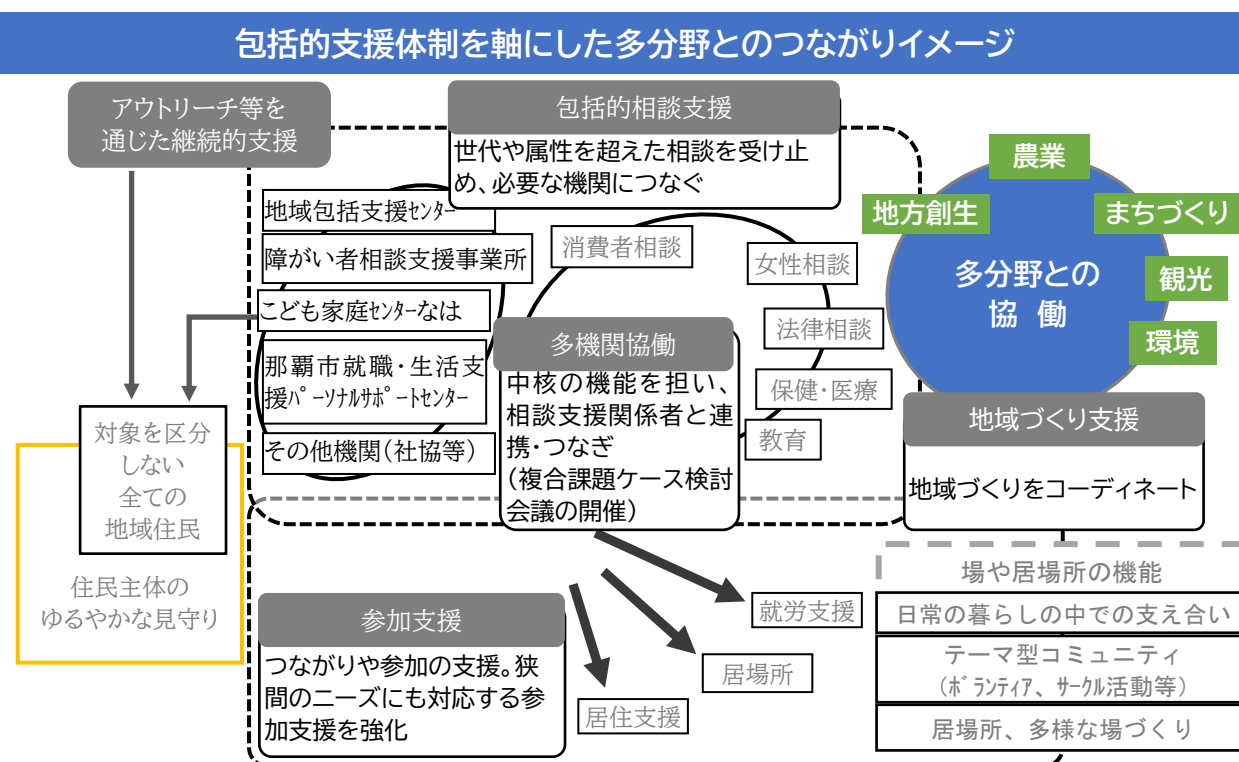 包括的支援体制を軸にした多分野とのつながりイメージ
アウトリーチ等を
通じた継続的支援
包括的相談支援
世代や属性を超えた相談を受け止
め、必要な機関につなぐ
地域包括支援ｾﾝﾀｰ
障がい者相談支援事業所
こども家庭ｾﾝﾀｰなは
那覇市就職・生活支
援ﾊﾟｰｿﾅﾙｻﾎﾟｰﾄｾﾝﾀｰ
その他機関（社協等）
消費者相談
女性相談
法律相談
保健・医療
教育
多機関協働
中核の機能を担い、
相談支援関係者と連
携・つなぎ
（複合課題ケース検討
会議の開催）
農業
地方創生
まちづくり
観光
環境
多分野との
協 働
地域づくり支援
地域づくりをコーディネート
対象を区分
しない
全ての
地域住民
住民主体の
ゆるやかな見守り
参加支援
つながりや参加の支援。狭
間のニーズにも対応する参
加支援を強化
就労支援
居場所
居住支援
場や居場所の機能
日常の暮らしの中での支え合い
テーマ型コミュニティ
（ﾎﾞﾗﾝﾃｨｱ、ｻｰｸﾙ活動等）
居場所、多様な場づくり